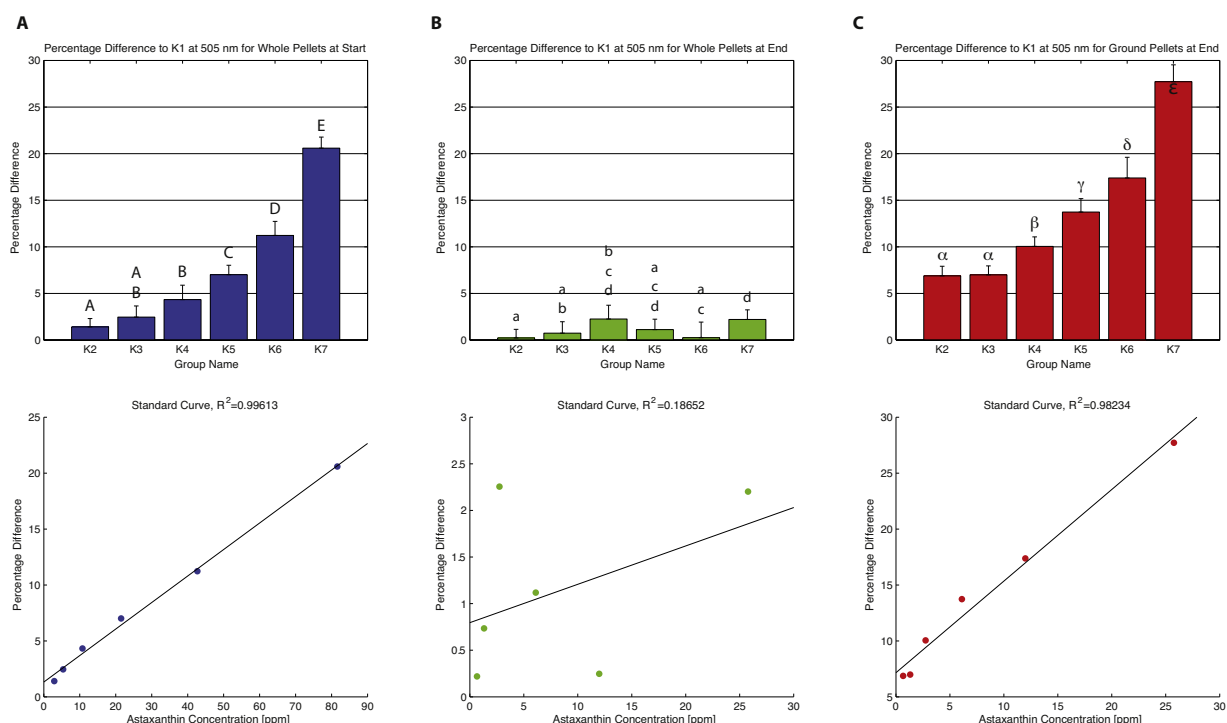 A
Percentage Difference to K1 at 505 nm for Whole Pellets at Start
30
25
20
15
10
5
0
Percentage Difference
A
A
B
B
C
D
E
K2 K3 K4 K5 K6 K7
Group Name
Standard Curve, R²=0.99613
25
20
15
10
5
0
Percentage Difference
0 10 20 30 40 50 60 70 80 90
Astaxanthin Concentration [ppm]
B
Percentage Difference to K1 at 505 nm for Whole Pellets at End
30
25
20
15
10
5
0
Percentage Difference
a
a
b
b
c
d
a
c
d
a
c
d
K2 K3 K4 K5 K6 K7
Group Name
Standard Curve, R²=0.18652
3
2.5
2
1.5
1
0.5
0
Percentage Difference
0 5 10 15 20 25 30
Astaxanthin Concentration [ppm]
C
Percentage Difference to K1 at 505 nm for Ground Pellets at End
30
25
20
15
10
5
0
Percentage Difference
α
α
β
γ
δ
ε
K2 K3 K4 K5 K6 K7
Group Name
Standard Curve, R²=0.98234
30
25
20
15
10
5
Percentage Difference
0 5 10 15 20 25 30
Astaxanthin Concentration [ppm]